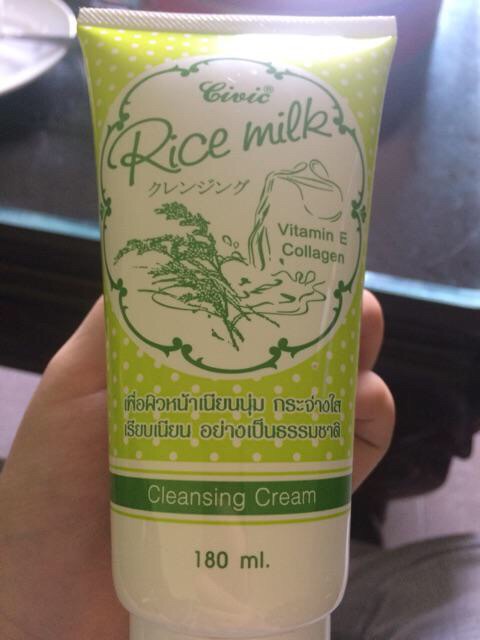 Civic®
Rice milk
クレンジング
Vitamin E
Collagen
เพื่อผิวหน้าเนียนนุ่ม กระจ่างใส
เรียบเนียน อย่างเป็นธรรมชาติ
Cleansing Cream
180 ml.